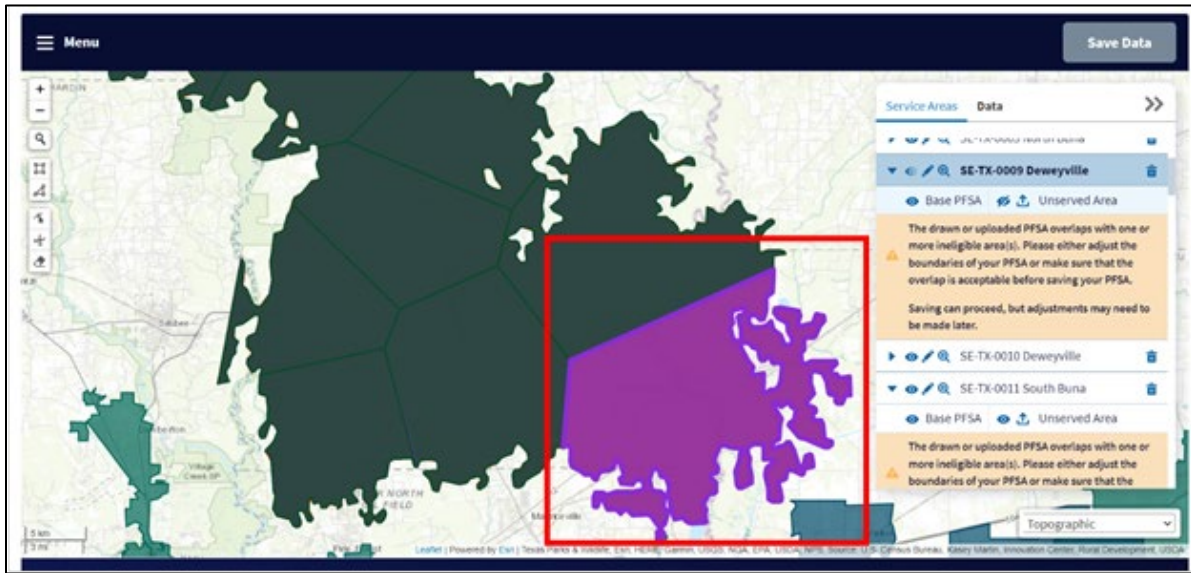 Menu
Save Data
+
−
Service Areas Data
SE-TX-0009 Deweyville
Base PFSA Unserved Area
The drawn or uploaded PFSA overlaps with one or
more ineligible area(s). Please either adjust the
boundaries of your PFSA or make sure that the
overlap is acceptable before saving your PFSA.
Saving can proceed, but adjustments may need to
be made later.
SE-TX-0010 Deweyville
SE-TX-0011 South Buna
Base PFSA Unserved Area
The drawn or uploaded PFSA overlaps with one or
more ineligible area(s). Please either adjust the
boundaries of your PFSA or make sure that the
Village
Creek SP
NORTH
FIELD
Topographic
5 km
3 mi
Leaflet | Powered by Esri | Texas Parks & Wildlife, Esri, HERE, Garmin, USGS, NGA, EPA, USDA, NPS, Source: U.S. Census Bureau, Kasey Martin, Innovation Center, Rural Development, USDA